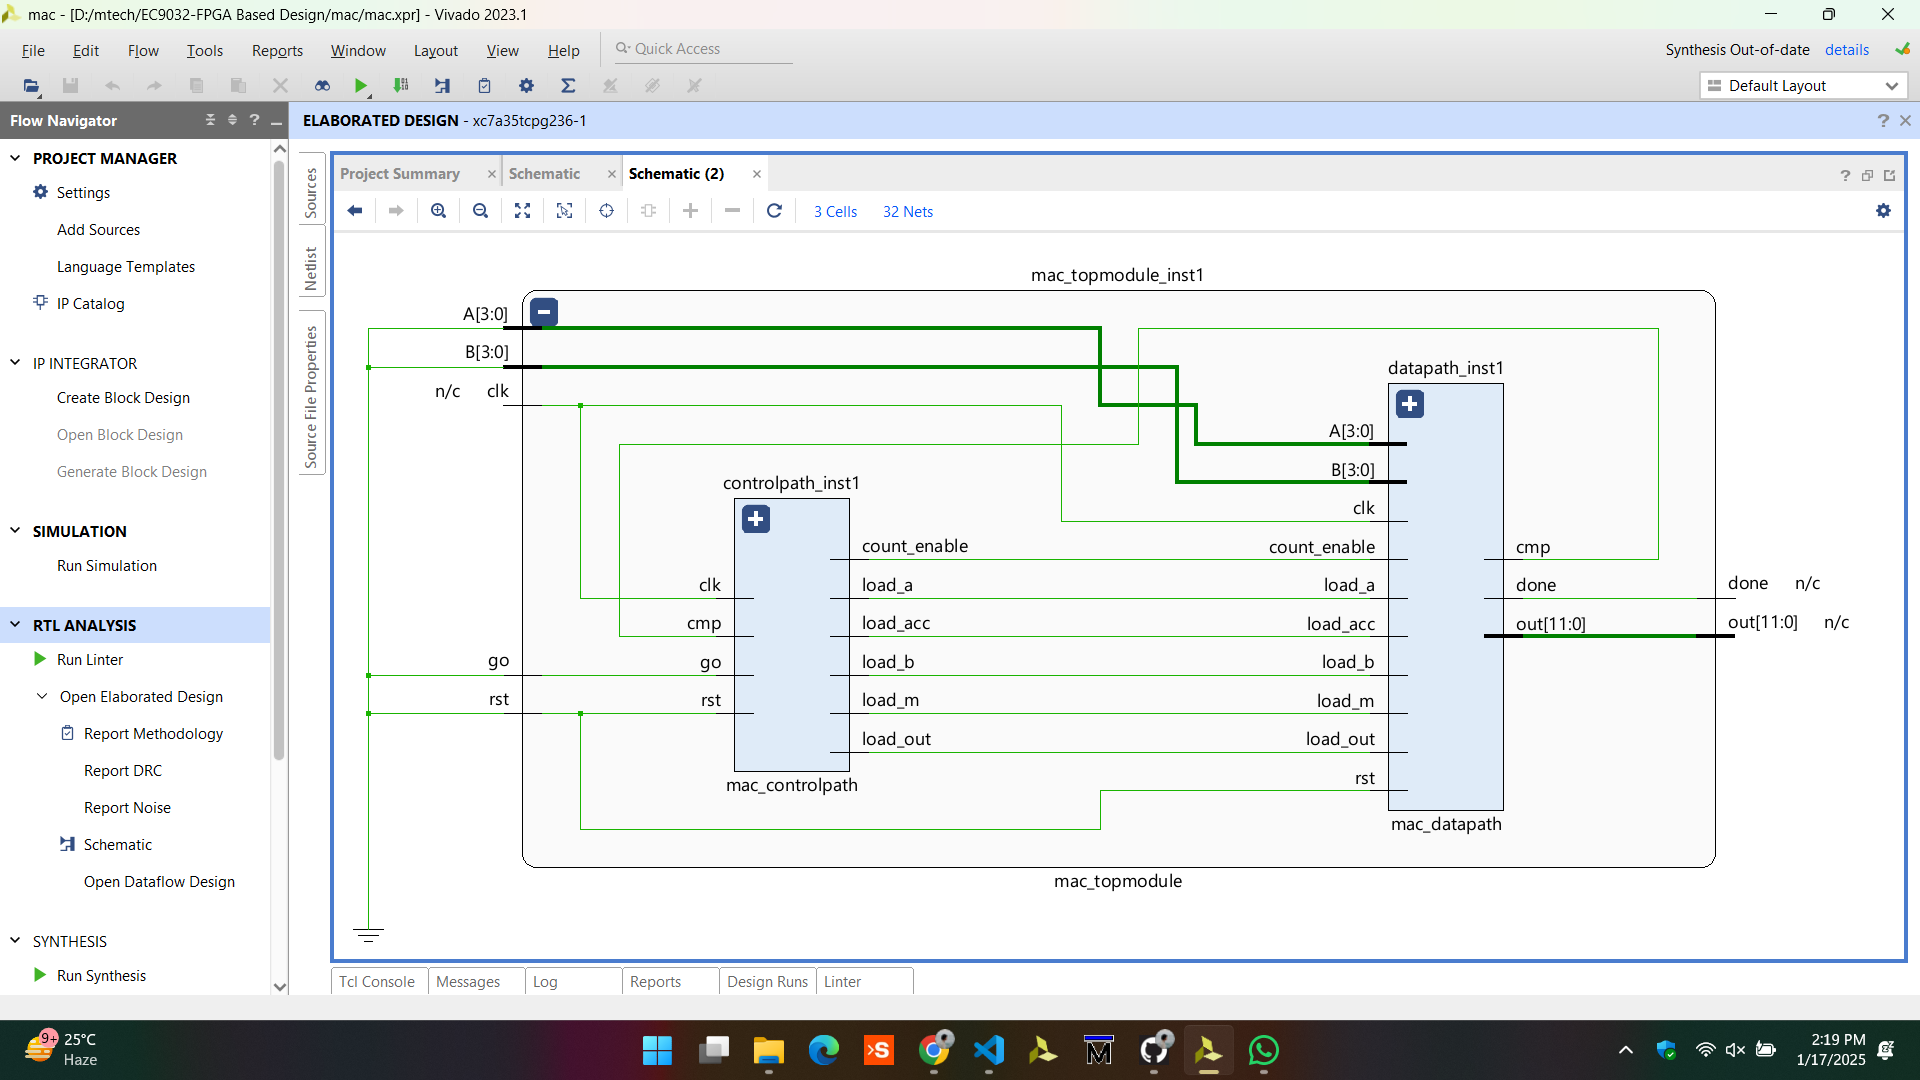 mac - [D:/mtech/EC9032-FPGA Based Design/mac/mac.xpr] - Vivado 2023.1
File Edit Flow Tools Reports Window Layout View Help Quick Access
Synthesis Out-of-date details
Default Layout
Flow Navigator
ELABORATED DESIGN - xc7a35tcpg236-1
PROJECT MANAGER
Settings
Add Sources
Language Templates
IP Catalog
IP INTEGRATOR
Create Block Design
Open Block Design
Generate Block Design
SIMULATION
Run Simulation
RTL ANALYSIS
Run Linter
Open Elaborated Design
Report Methodology
Report DRC
Report Noise
Schematic
Open Dataflow Design
SYNTHESIS
Run Synthesis
Sources
Netlist
Source File Properties
Project Summary Schematic Schematic (2)
3 Cells 32 Nets
mac_topmodule_inst1
A[3:0]
B[3:0]
n/c clk
go
rst
controlpath_inst1
clk
cmp
go
rst
count_enable
load_a
load_acc
load_b
load_m
load_out
mac_controlpath
datapath_inst1
A[3:0]
B[3:0]
clk
count_enable
load_a
load_acc
load_b
load_m
load_out
rst
cmp
done
out[11:0]
mac_datapath
done n/c
out[11:0] n/c
mac_topmodule
Tcl Console Messages Log Reports Design Runs Linter
9+
25°C
Haze
2:19 PM
1/17/2025